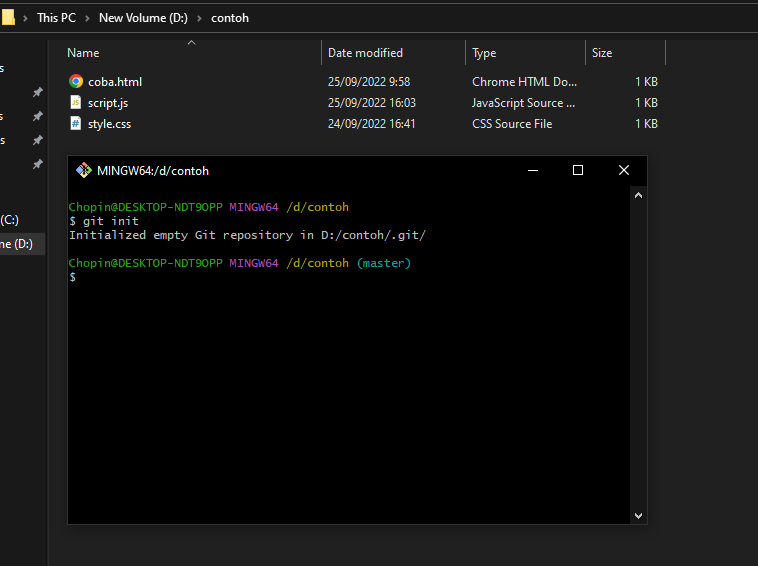 This PC > New Volume (D:) > contoh
Name Date modified Type Size
s
coba.html 25/09/2022 9:58 Chrome HTML Do... 1 KB
script.js 25/09/2022 16:03 JavaScript Source ... 1 KB
s
style.css 24/09/2022 16:41 CSS Source File 1 KB
s
(C:)
me (D:)
MINGW64:/d/contoh
Chopin@DESKTOP-NDT9OPP MINGW64 /d/contoh
$ git init
Initialized empty Git repository in D:/contoh/.git/
Chopin@DESKTOP-NDT9OPP MINGW64 /d/contoh (master)
$